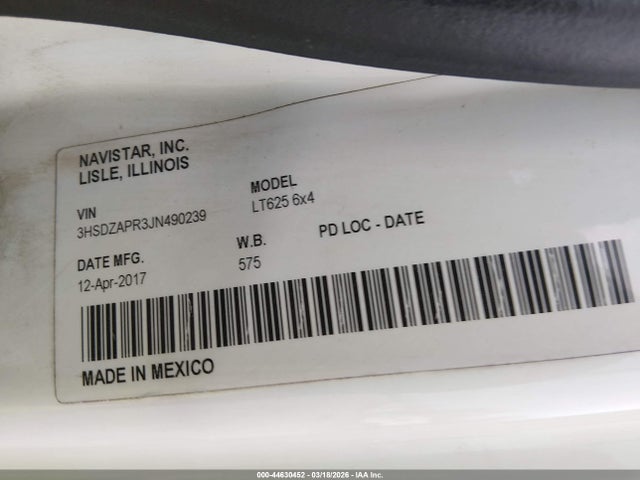 NAVISTAR, INC.
LISLE, ILLINOIS
VIN
3HSDZAPR3JN490239
MODEL
LT625 6x4
DATE MFG.
12-Apr-2017
W.B.
575
PD LOC - DATE
MADE IN MEXICO
000-44630452 - 03/18/2026 - IAA Inc.